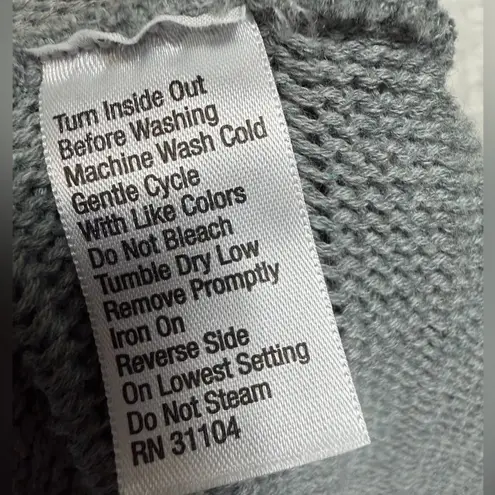 Turn Inside Out
Before Washing
Machine Wash Cold
Gentle Cycle
With Like Colors
Do Not Bleach
Tumble Dry Low
Remove Promptly
Iron On
Reverse Side
On Lowest Setting
Do Not Steam
RN 31104